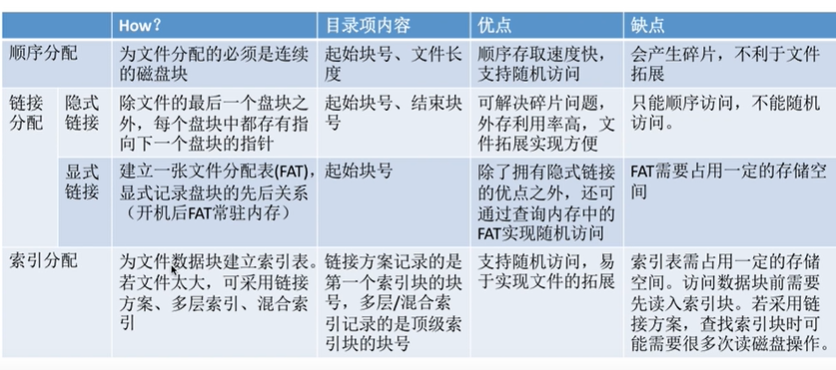 How?
目录项内容
优点
缺点
顺序分配
为文件分配的必须是连续
的磁盘块
起始块号、文件长
度
顺序存取速度快，
支持随机访问
会产生碎片，不利于文件
拓展
链接
分配
隐式
链接
除文件的最后一个盘块之
外，每个盘块中都存有指
向下一个盘块的指针
起始块号、结束块
号
可解决碎片问题，
外存利用率高，文
件拓展实现方便
只能顺序访问，不能随机
访问。
显式
链接
建立一张文件分配表(FAT)，
显式记录盘块的先后关系
（开机后FAT常驻内存）
起始块号
除了拥有隐式链接
的优点之外，还可
通过查询内存中的
FAT实现随机访问
FAT需要占用一定的存储空
间
索引分配
为文件数据块建立索引表。
若文件太大，可采用链接
方案、多层索引、混合索
引
链接方案记录的是
第一个索引块的块
号，多层/混合索
引记录的是顶级索
引块的块号
支持随机访问，易
于实现文件的拓展
索引表需占用一定的存储
空间。访问数据块前需要
先读入索引块。若采用链
接方案，查找索引块时可
能需要很多次读磁盘操作。